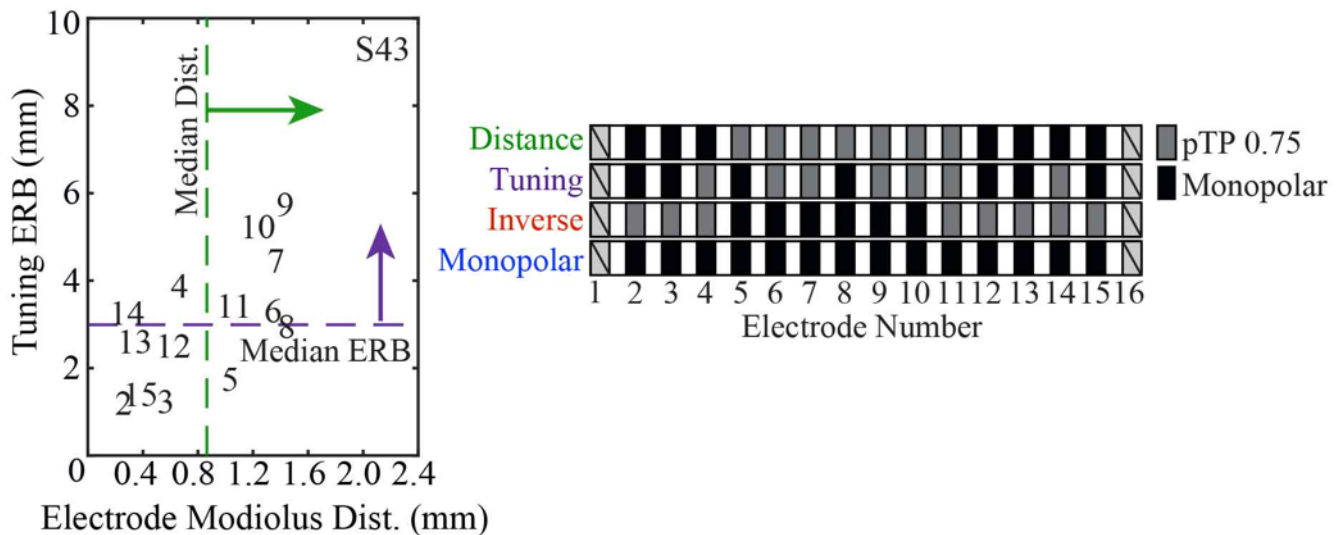 10
8
6
4
2
0
Tuning ERB (mm)
S43
Median Dist.
9
10
7
4
11
6
14
8
13
12
Median ERB
5
15
2
3
0.4 0.8 1.2 1.6 2.0 2.4
Electrode Modiolus Dist. (mm)
Distance
Tuning
Inverse
Monopolar
1 2 3 4 5 6 7 8 9 10 11 12 13 14 15 16
Electrode Number
pTP 0.75
Monopolar